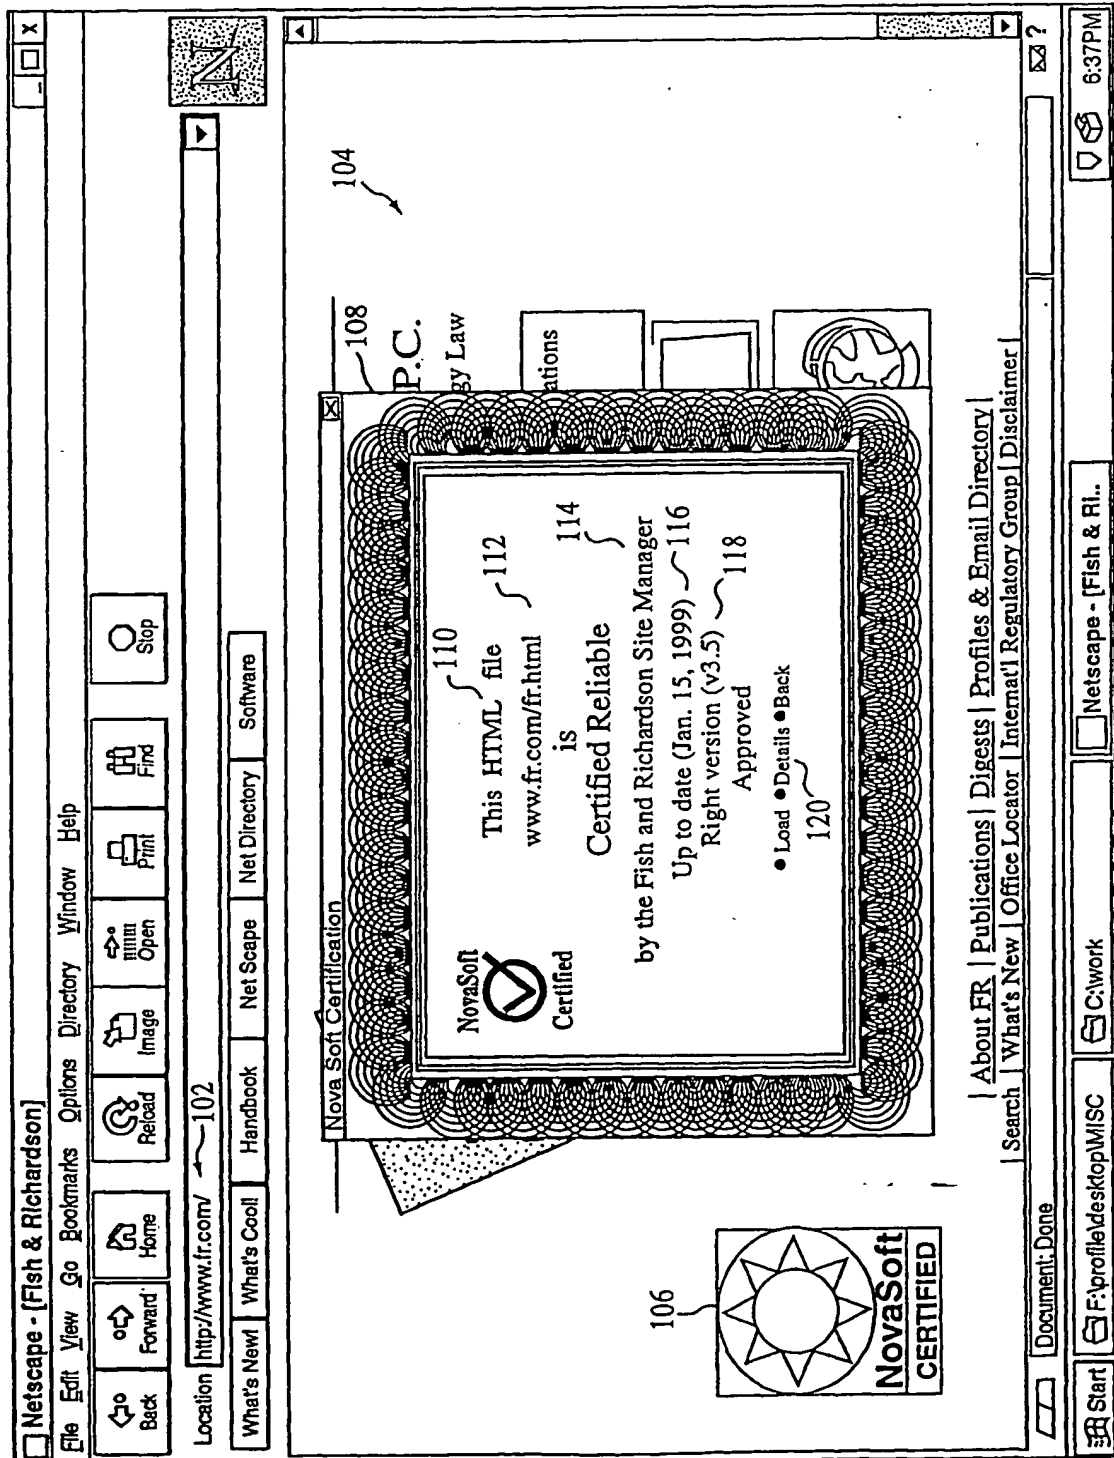 Netscape - [Fish & Richardson]
File Edit View Go Bookmarks Options Directory Window Help
Back Forward Home Reload Image Open Print Find Stop
Location http://www.fr.com/ 102
N
What's New! What's Cool! Handbook Net Scape Net Directory Software
104
108
P.C.
gy Law
ations
Nova Soft Certification
NovaSoft
Certified
This HTML file 110
www.fr.com/fr.html 112
is
Certified Reliable 114
by the Fish and Richardson Site Manager
Up to date (Jan. 15, 1999) 116
Right version (v3.5) 118
Approved
•Load •Details •Back
120
106
NovaSoft
CERTIFIED
| About FR | Publications | Digests | Profiles & Email Directory |
| Search | What's New | Office Locator | Internat'l Regulatory Group | Disclaimer |
Document: Done ?
Start F:\profile\desktop\MISC C:\work Netscape - [Fish & Ri.. 6:37PM